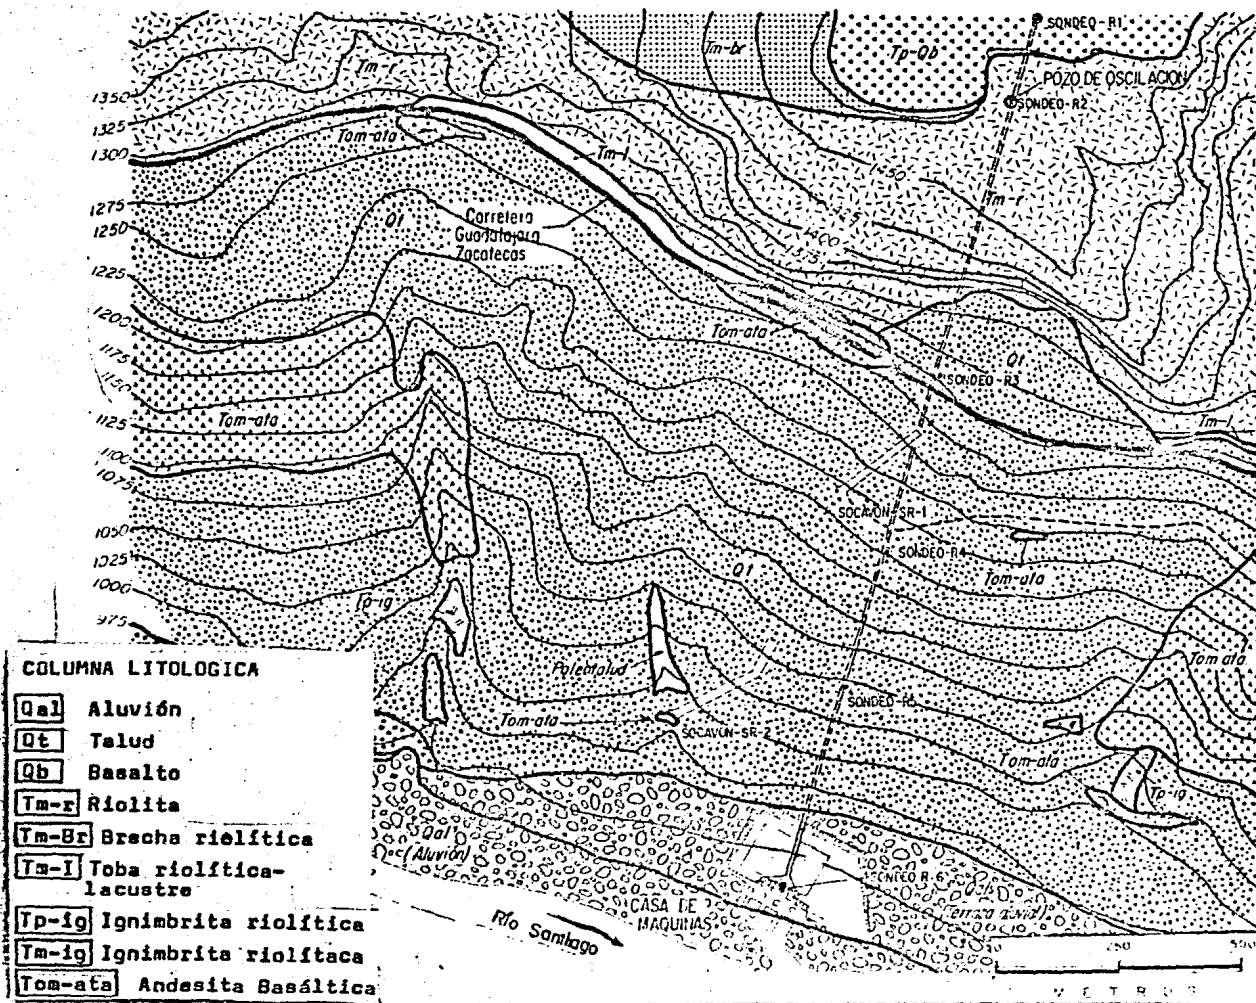 SONDEO-R1
Tm-br
Tp-Qb
Tm-r
POZO DE OSCILACION
SONDEO-R2
1350
1325
1300
Tom-ata
Tm-l
1450
Tm-r
1275
1250
Qt
Carretera
Guadalajara
Zacatecas
1400
1375
1225
1200
1175
1150
1125
1100
1075
1050
1025
1000
975
Tom-ata
Qt
SONDEO-R3
Tom-ata
Tm-l
SOCAVON-SR-1
SONDEO-R4
Qt
Tom-ata
Tp-ig
Paleotalud
Tom-ata
Tom-ata
SONDEO-R5
SOCAVON-SR-2
Tom-ata
Tp-ig
Qal
(Aluvión)
CASA DE
MAQUINAS
Río Santiago
250
500
METROS
COLUMNA LITOLOGICA
Qal Aluvión
Qt Talud
Qb Basalto
Tm-r Riolita
Tm-Br Brecha riolítica
Tm-I Toba riolítica-
lacustre
Tp-ig Ignimbrita riolítica
Tm-ig Ignimbrita riolítaca
Tom-ata Andesita Basáltica